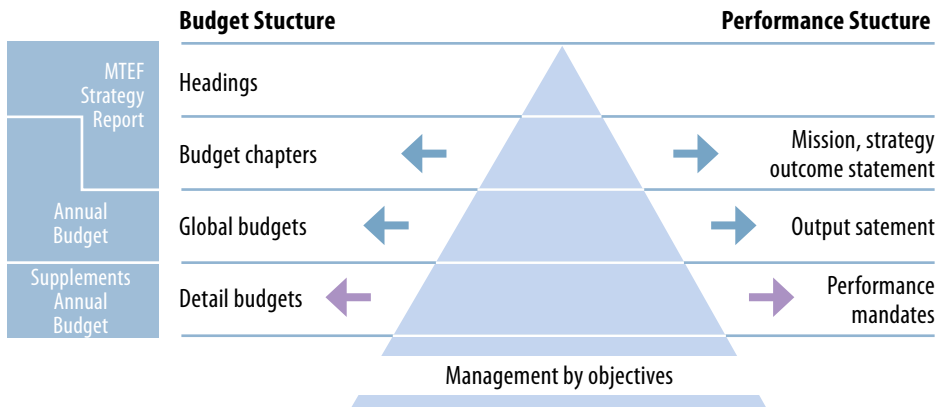 Budget Stucture
Performance Stucture
MTEF
Strategy
Report
Headings
Budget chapters
Mission, strategy
outcome statement
Annual
Budget
Global budgets
Output satement
Supplements
Annual
Budget
Detail budgets
Performance
mandates
Management by objectives